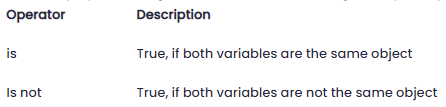 Operator Description
is True, if both variables are the same object
Is not True, if both variables are not the same object